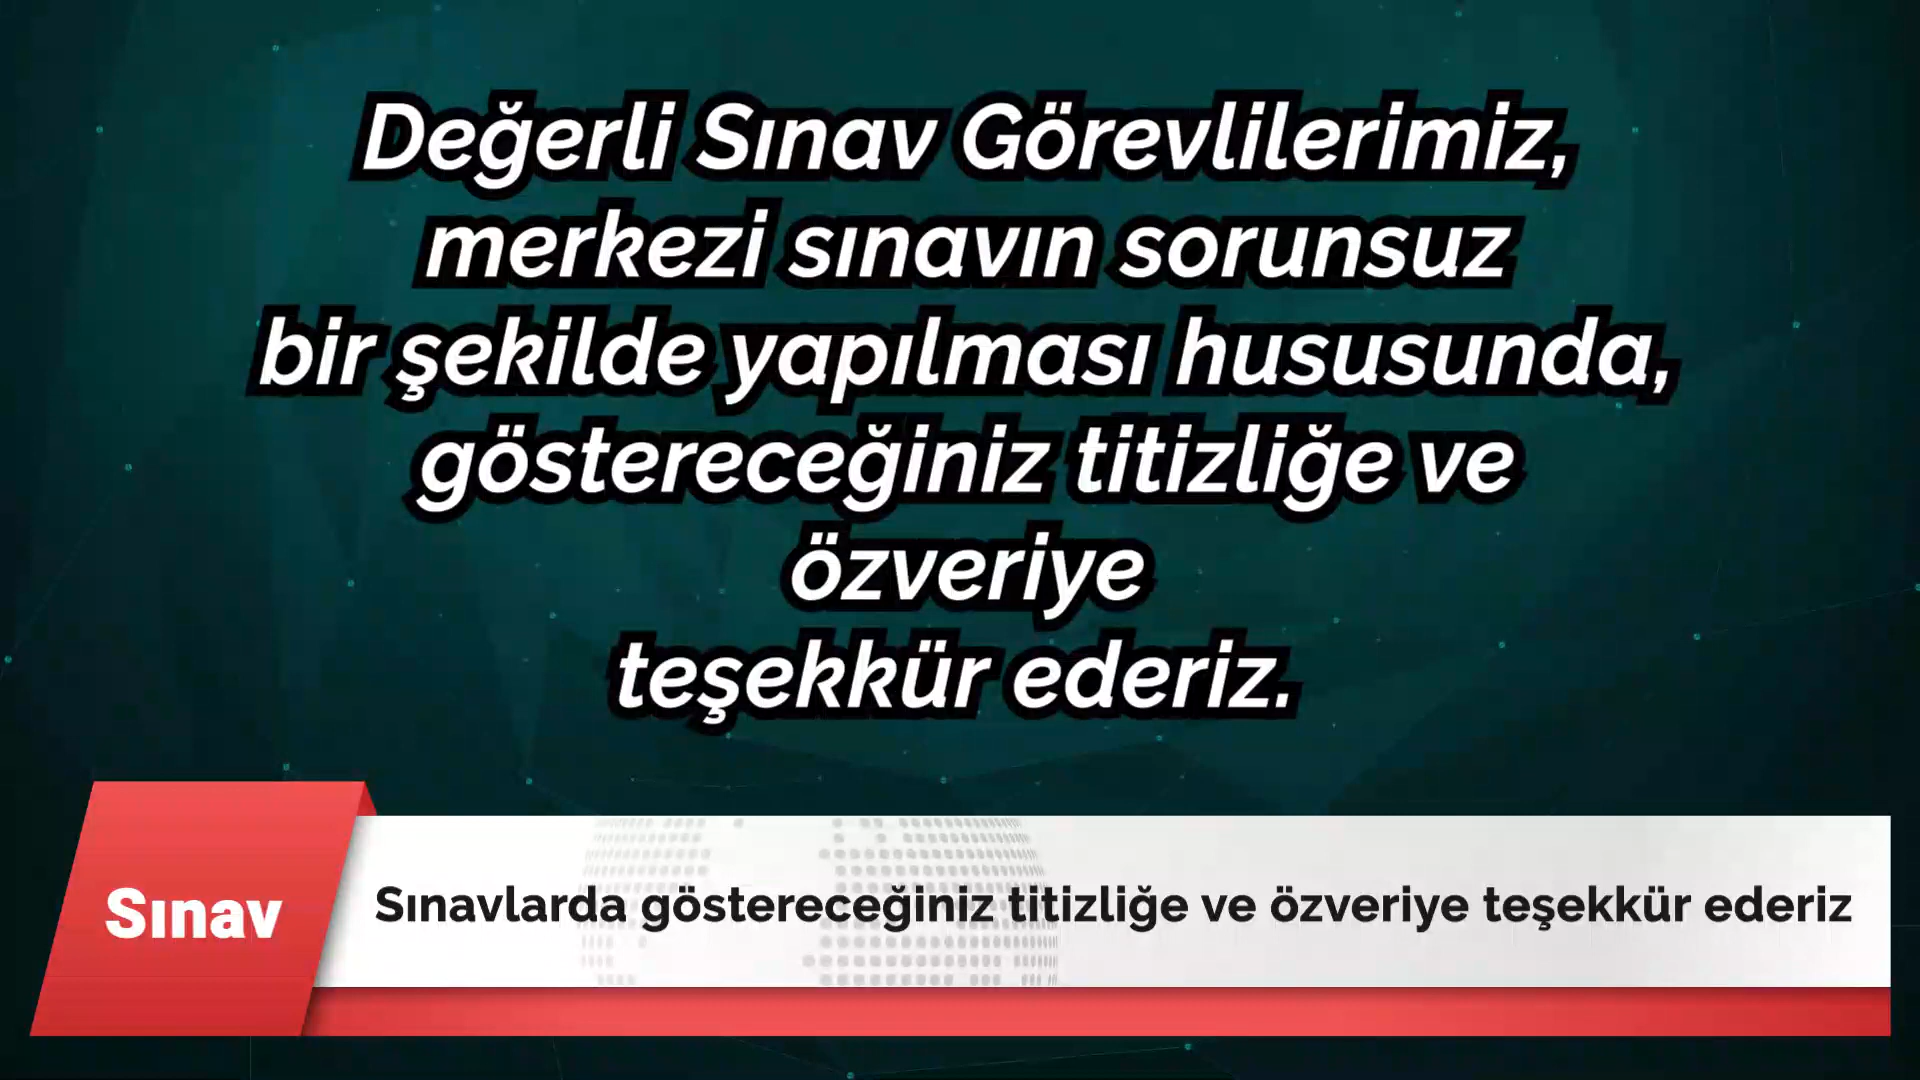 Değerli Sınav Görevlilerimiz,
merkezi sınavın sorunsuz
bir şekilde yapılması hususunda,
göstereceğiniz titizliğe ve
özveriye
teşekkür ederiz.
Sınav
Sınavlarda göstereceğiniz titizliğe ve özveriye teşekkür ederiz